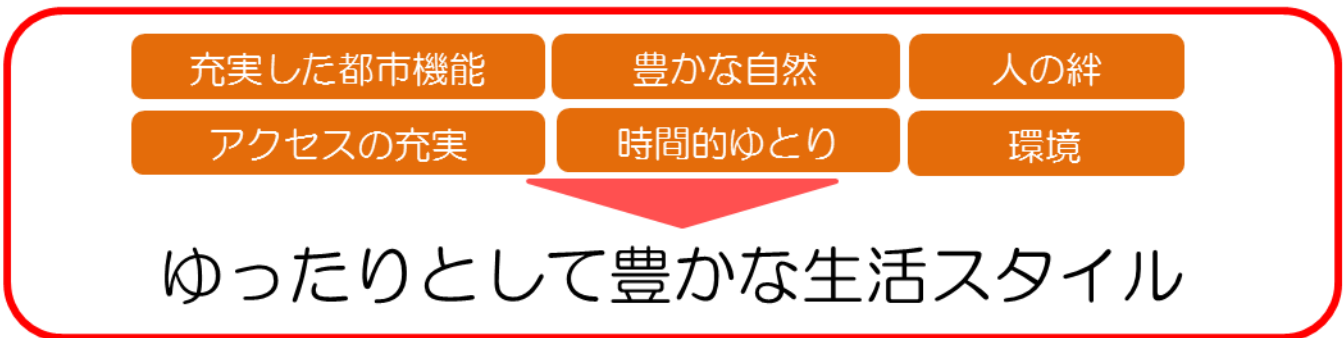 充実した都市機能 豊かな自然 人の絆
アクセスの充実 時間的ゆとり 環境
ゆったりとして豊かな生活スタイル